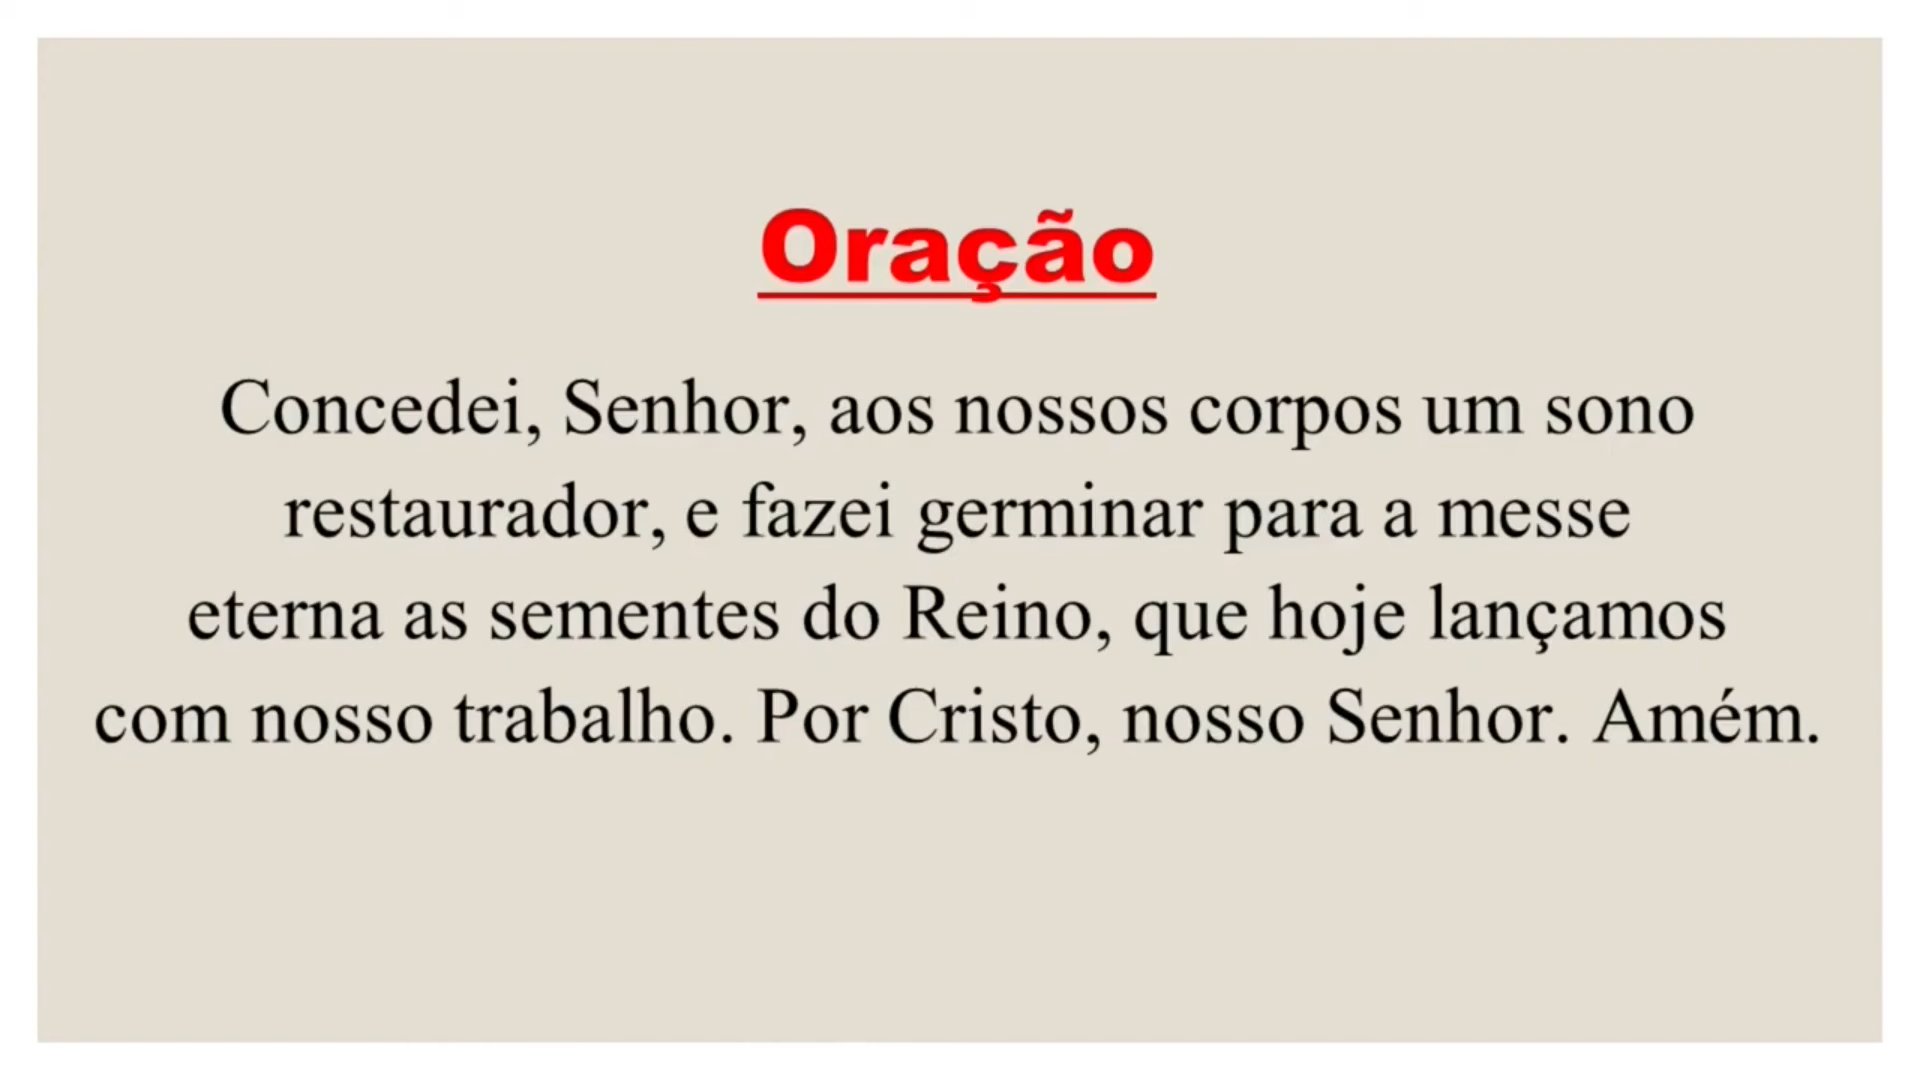 Oração
Concedei, Senhor, aos nossos corpos um sono
restaurador, e fazei germinar para a messe
eterna as sementes do Reino, que hoje lançamos
com nosso trabalho. Por Cristo, nosso Senhor. Amém.